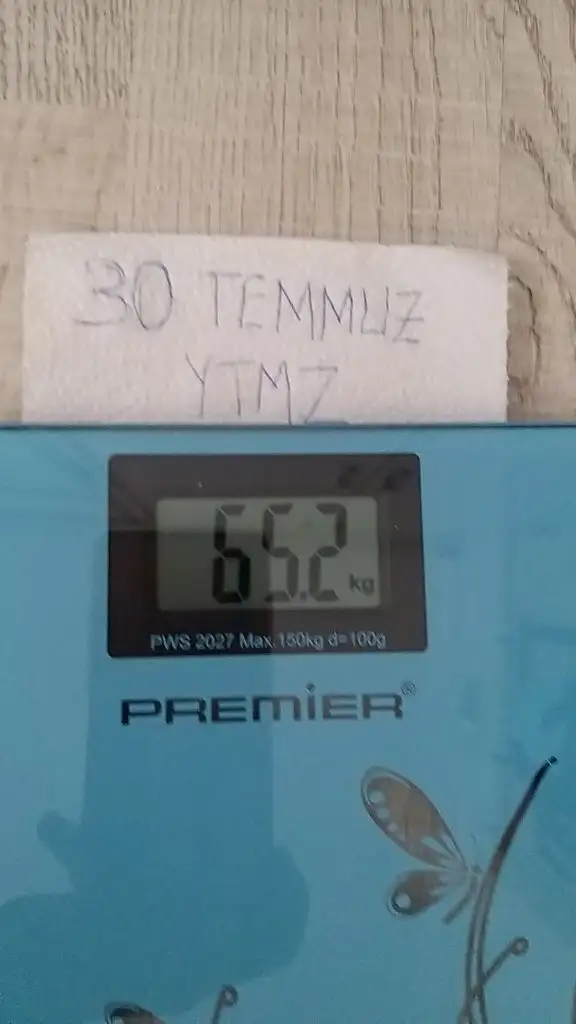 30 TEMMUZ
YTMZ
65.2 kg
PWS 2027 Max.150kg d=100g
PREMiER®